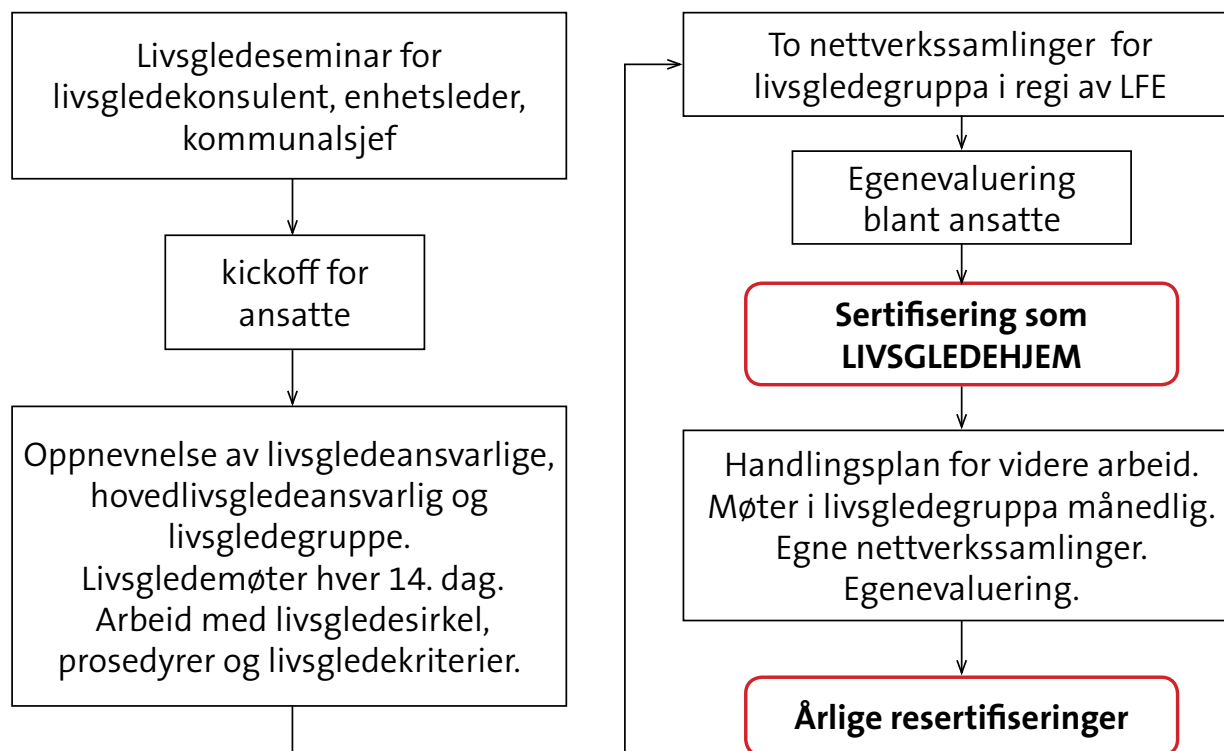 Livsgledeseminar for
livsgledekonsulent, enhetsleder,
kommunalsjef
kickoff for
ansatte
Oppnevnelse av livsgledeansvarlige,
hovedlivsgledeansvarlig og
livsgledegruppe.
Livsgledemøter hver 14. dag.
Arbeid med livsgledesirkel,
prosedyrer og livsgledekriterier.
To nettverkssamlinger for
livsgledegruppa i regi av LFE
Egenevaluering
blant ansatte
Sertifisering som
LIVSGLEDEHJEM
Handlingsplan for videre arbeid.
Møter i livsgledegruppa månedlig.
Egne nettverkssamlinger.
Egenevaluering.
Årlige resertifiseringer